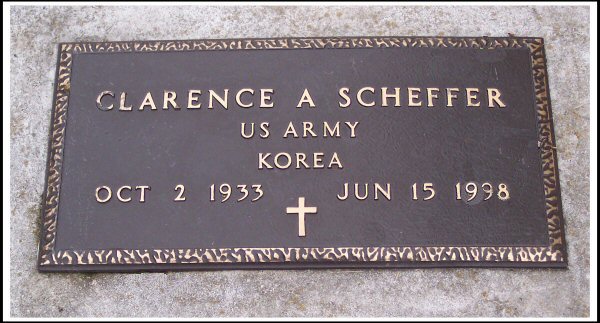 CLARENCE A SCHEFFER
US ARMY
KOREA
OCT 2 1933 JUN 15 1998